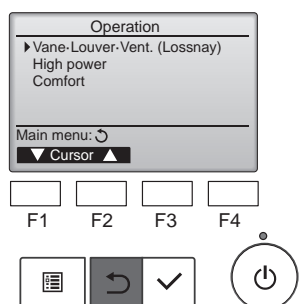 Operation
Vane·Louver·Vent. (Lossnay)
High power
Comfort
Main menu:
Cursor
F1 F2 F3 F4